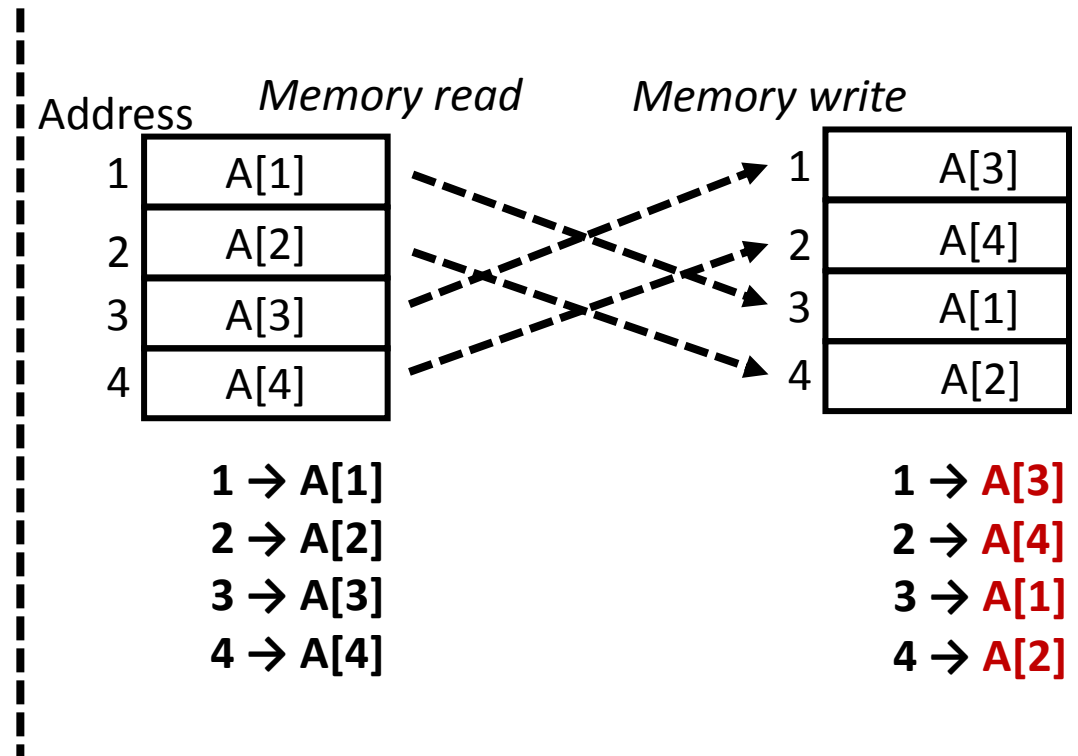 Memory read Memory write
Address
1 A[1] 1 A[3]
2 A[2] 2 A[4]
3 A[3] 3 A[1]
4 A[4] 4 A[2]
1 → A[1] 1 → A[3]
2 → A[2] 2 → A[4]
3 → A[3] 3 → A[1]
4 → A[4] 4 → A[2]